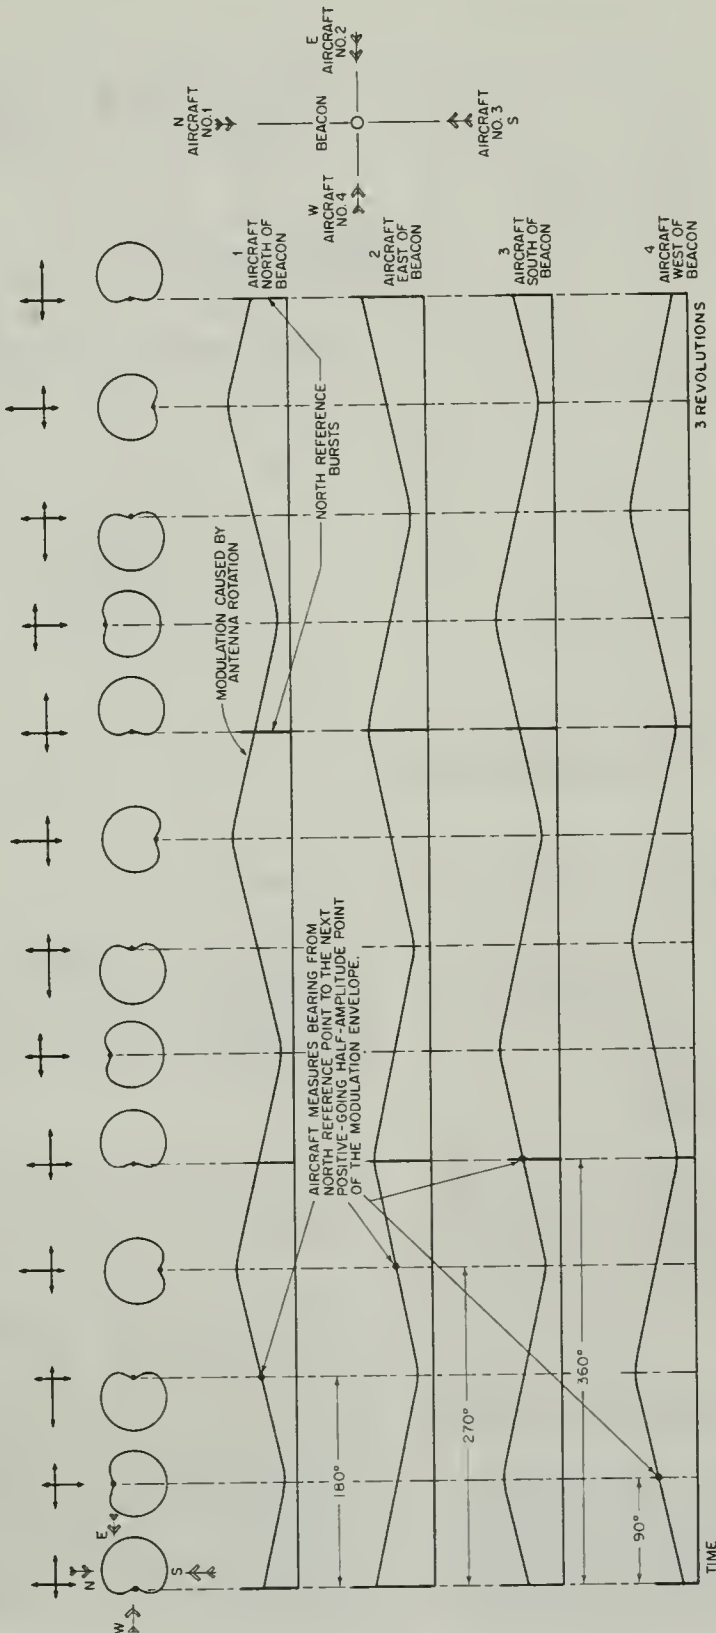 N
AIRCRAFT
NO. 1
E
AIRCRAFT
NO. 2
BEACON
AIRCRAFT
NO. 3
S
W
AIRCRAFT
NO. 4
1
AIRCRAFT
NORTH OF
BEACON
2
AIRCRAFT
EAST OF
BEACON
3
AIRCRAFT
SOUTH OF
BEACON
4
AIRCRAFT
WEST OF
BEACON
MODULATION CAUSED BY
ANTENNA ROTATION
NORTH REFERENCE
BURSTS
3 REVOLUTIONS
AIRCRAFT MEASURES BEARING FROM
NORTH REFERENCE POINT TO THE NEXT
POSITIVE-GOING HALF-AMPLITUDE POINT
OF THE MODULATION ENVELOPE.
180°
270°
360°
90°
W
N
E
S
TIME